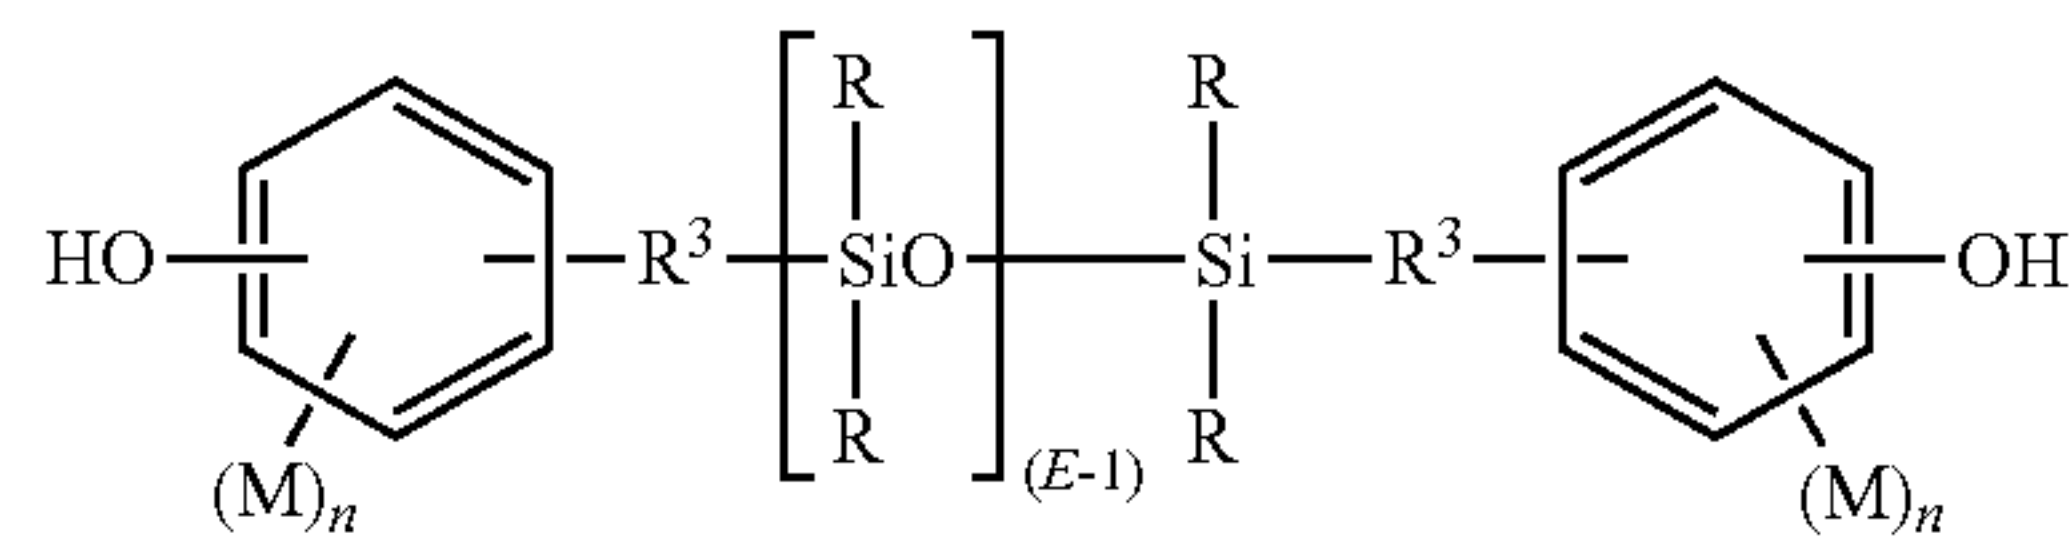 R R
HO R³ SiO Si R³ OH
R R
(E-1)
(M)n (M)n